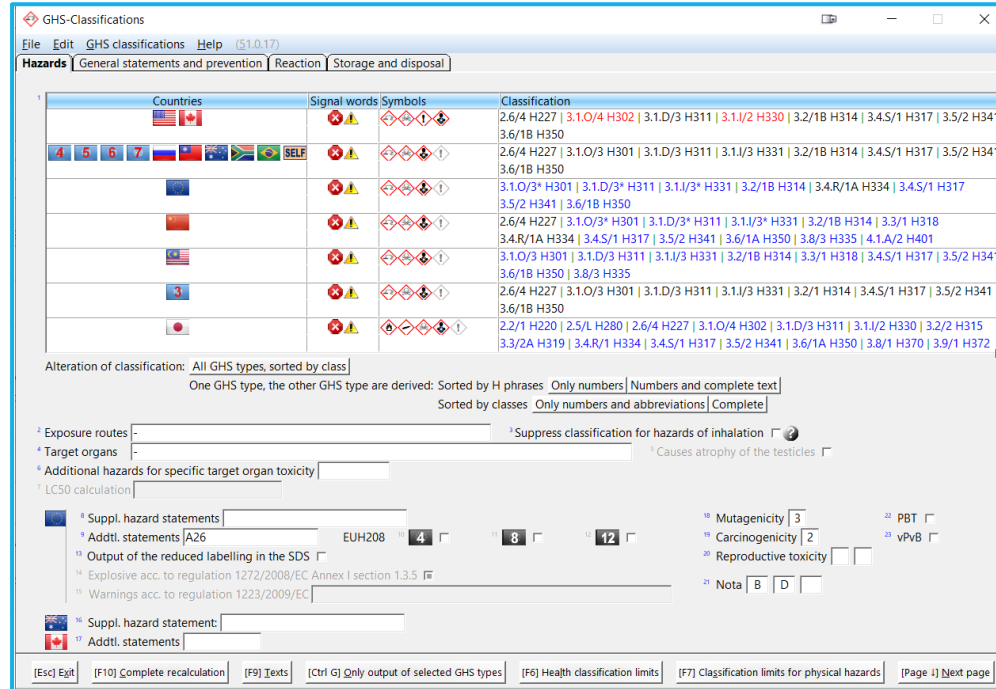 GHS-Classifications
File Edit GHS classifications Help (51.0.17)
Hazards General statements and prevention Reaction Storage and disposal
1 Countries Signal words Symbols Classification
2.6/4 H227 | 3.1.O/4 H302 | 3.1.D/3 H311 | 3.1.I/2 H330 | 3.2/1B H314 | 3.4.S/1 H317 | 3.5/2 H341
3.6/1B H350
4 5 6 7 SELF 2.6/4 H227 | 3.1.O/3 H301 | 3.1.D/3 H311 | 3.1.I/3 H331 | 3.2/1B H314 | 3.4.S/1 H317 | 3.5/2 H341
3.6/1B H350
3.1.O/3* H301 | 3.1.D/3* H311 | 3.1.I/3* H331 | 3.2/1B H314 | 3.4.R/1A H334 | 3.4.S/1 H317
3.5/2 H341 | 3.6/1B H350
2.6/4 H227 | 3.1.O/3* H301 | 3.1.D/3* H311 | 3.1.I/3* H331 | 3.2/1B H314 | 3.3/1 H318
3.4.R/1A H334 | 3.4.S/1 H317 | 3.5/2 H341 | 3.6/1A H350 | 3.8/3 H335 | 4.1.A/2 H401
3.1.O/3 H301 | 3.1.D/3 H311 | 3.1.I/3 H331 | 3.2/1B H314 | 3.3/1 H318 | 3.4.S/1 H317 | 3.5/2 H341
3.6/1B H350 | 3.8/3 H335
3 2.6/4 H227 | 3.1.O/3 H301 | 3.1.D/3 H311 | 3.1.I/3 H331 | 3.2/1 H314 | 3.4.S/1 H317 | 3.5/2 H341
3.6/1B H350
2.2/1 H220 | 2.5/L H280 | 2.6/4 H227 | 3.1.O/4 H302 | 3.1.D/3 H311 | 3.1.I/2 H330 | 3.2/2 H315
3.3/2A H319 | 3.4.R/1 H334 | 3.4.S/1 H317 | 3.5/2 H341 | 3.6/1A H350 | 3.8/1 H370 | 3.9/1 H372
Alteration of classification: All GHS types, sorted by class
One GHS type, the other GHS type are derived: Sorted by H phrases Only numbers Numbers and complete text
Sorted by classes Only numbers and abbreviations Complete
2 Exposure routes - 3 Suppress classification for hazards of inhalation ?
4 Target organs - 5 Causes atrophy of the testicles
6 Additional hazards for specific target organ toxicity
7 LC50 calculation
8 Suppl. hazard statements 18 Mutagenicity 3 22 PBT
9 Addtl. statements A26 EUH208 10 4 11 8 12 12 19 Carcinogenicity 2 23 vPvB
13 Output of the reduced labelling in the SDS 20 Reproductive toxicity
14 Explosive acc. to regulation 1272/2008/EC Annex I section 1.3.5
15 Warnings acc. to regulation 1223/2009/EC 21 Nota B D
16 Suppl. hazard statement:
17 Addtl. statements
[Esc] Exit [F10] Complete recalculation [F9] Texts [Ctrl G] Only output of selected GHS types [F6] Health classification limits [F7] Classification limits for physical hazards [Page ↓] Next page